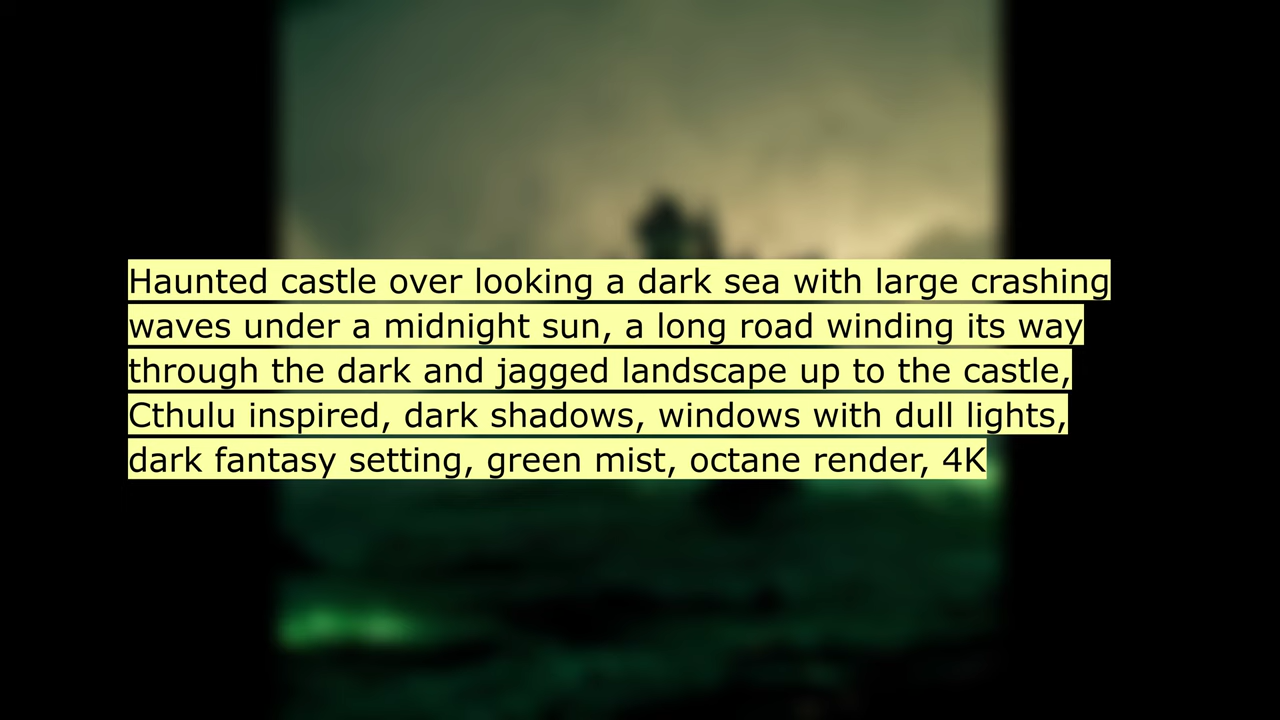 Haunted castle over looking a dark sea with large crashing
waves under a midnight sun, a long road winding its way
through the dark and jagged landscape up to the castle,
Cthulu inspired, dark shadows, windows with dull lights,
dark fantasy setting, green mist, octane render, 4K